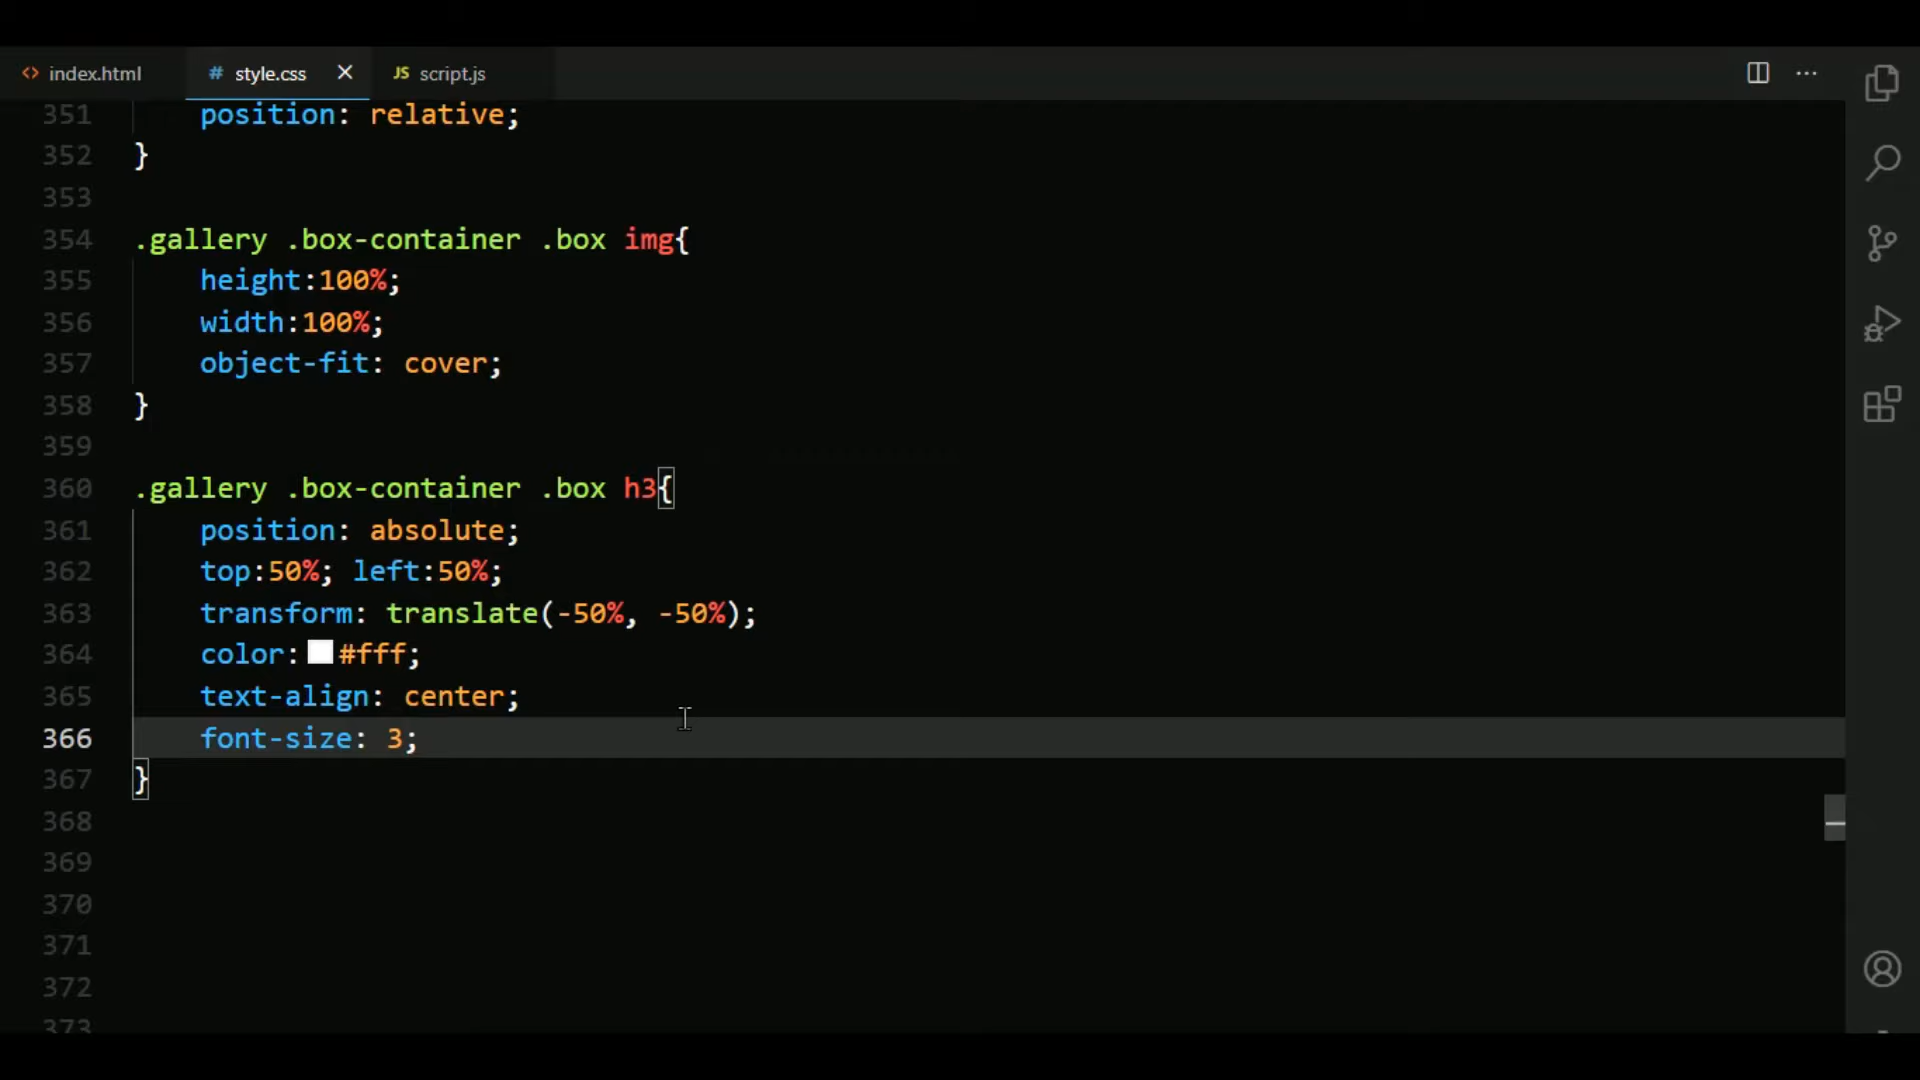 <> index.html # style.css × JS script.js ...
351 position: relative;
352 }
353
354 .gallery .box-container .box img{
355 height:100%;
356 width:100%;
357 object-fit: cover;
358 }
359
360 .gallery .box-container .box h3{
361 position: absolute;
362 top:50%; left:50%;
363 transform: translate(-50%, -50%);
364 color: #fff;
365 text-align: center;
366 font-size: 3;
367 }
368
369
370
371
372
373